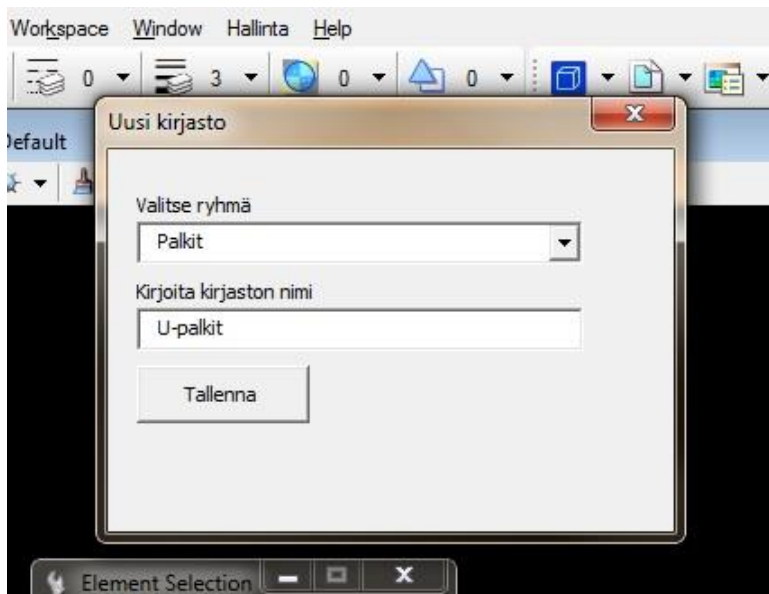 Workspace Window Hallinta Help
0 3 0 0
Uusi kirjasto
Default
Valitse ryhmä
Palkit
Kirjoita kirjaston nimi
U-palkit
Tallenna
Element Selection